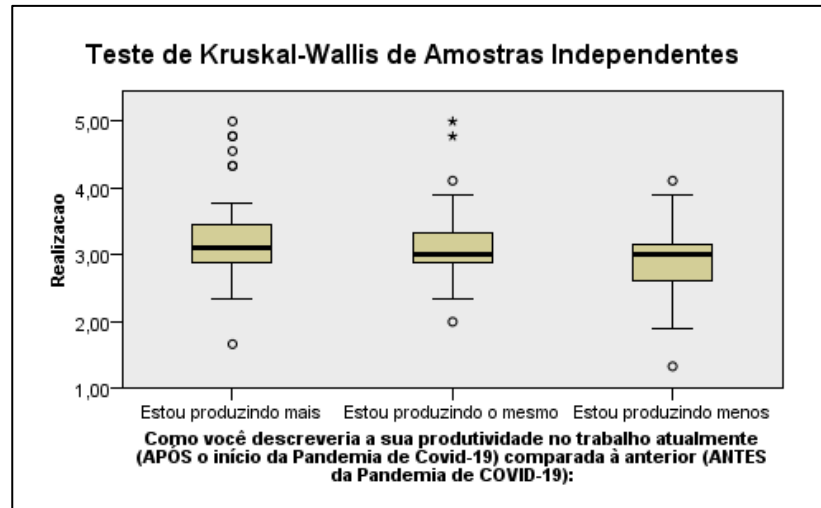 Teste de Kruskal-Wallis de Amostras Independentes
Realizacao
5,00
4,00
3,00
2,00
1,00
Estou produzindo mais
Estou produzindo o mesmo
Estou produzindo menos
Como você descreveria a sua produtividade no trabalho atualmente
(APÓS o início da Pandemia de Covid-19) comparada à anterior (ANTES
da Pandemia de COVID-19):